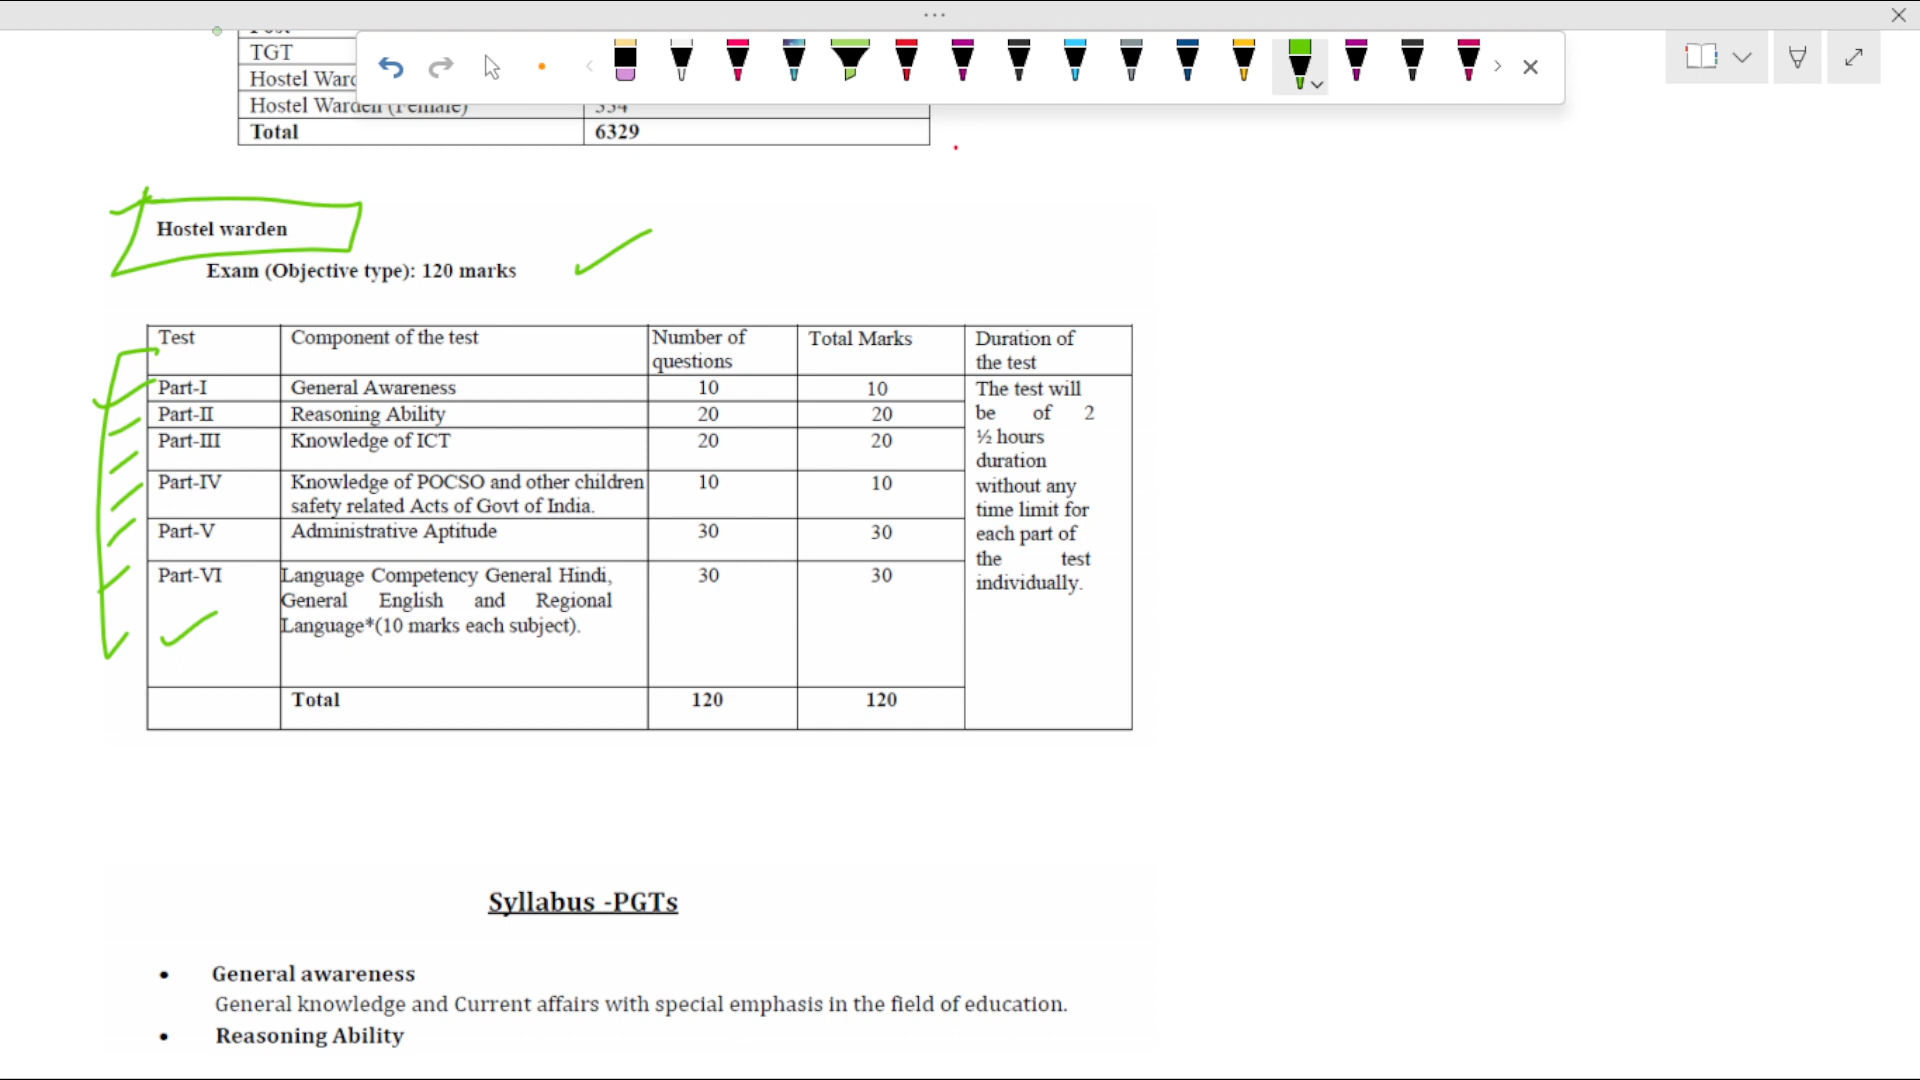 TGT
Hostel Ward
Hostel Warden (Female) 334
Total 6329
Hostel warden
Exam (Objective type): 120 marks
Test Component of the test Number of questions Total Marks Duration of the test
Part-I General Awareness 10 10 The test will be of 2 ½ hours duration without any time limit for each part of the test individually.
Part-II Reasoning Ability 20 20
Part-III Knowledge of ICT 20 20
Part-IV Knowledge of POCSO and other children safety related Acts of Govt of India. 10 10
Part-V Administrative Aptitude 30 30
Part-VI Language Competency General Hindi, General English and Regional Language*(10 marks each subject). 30 30
Total 120 120
Syllabus -PGTs
• General awareness
General knowledge and Current affairs with special emphasis in the field of education.
• Reasoning Ability